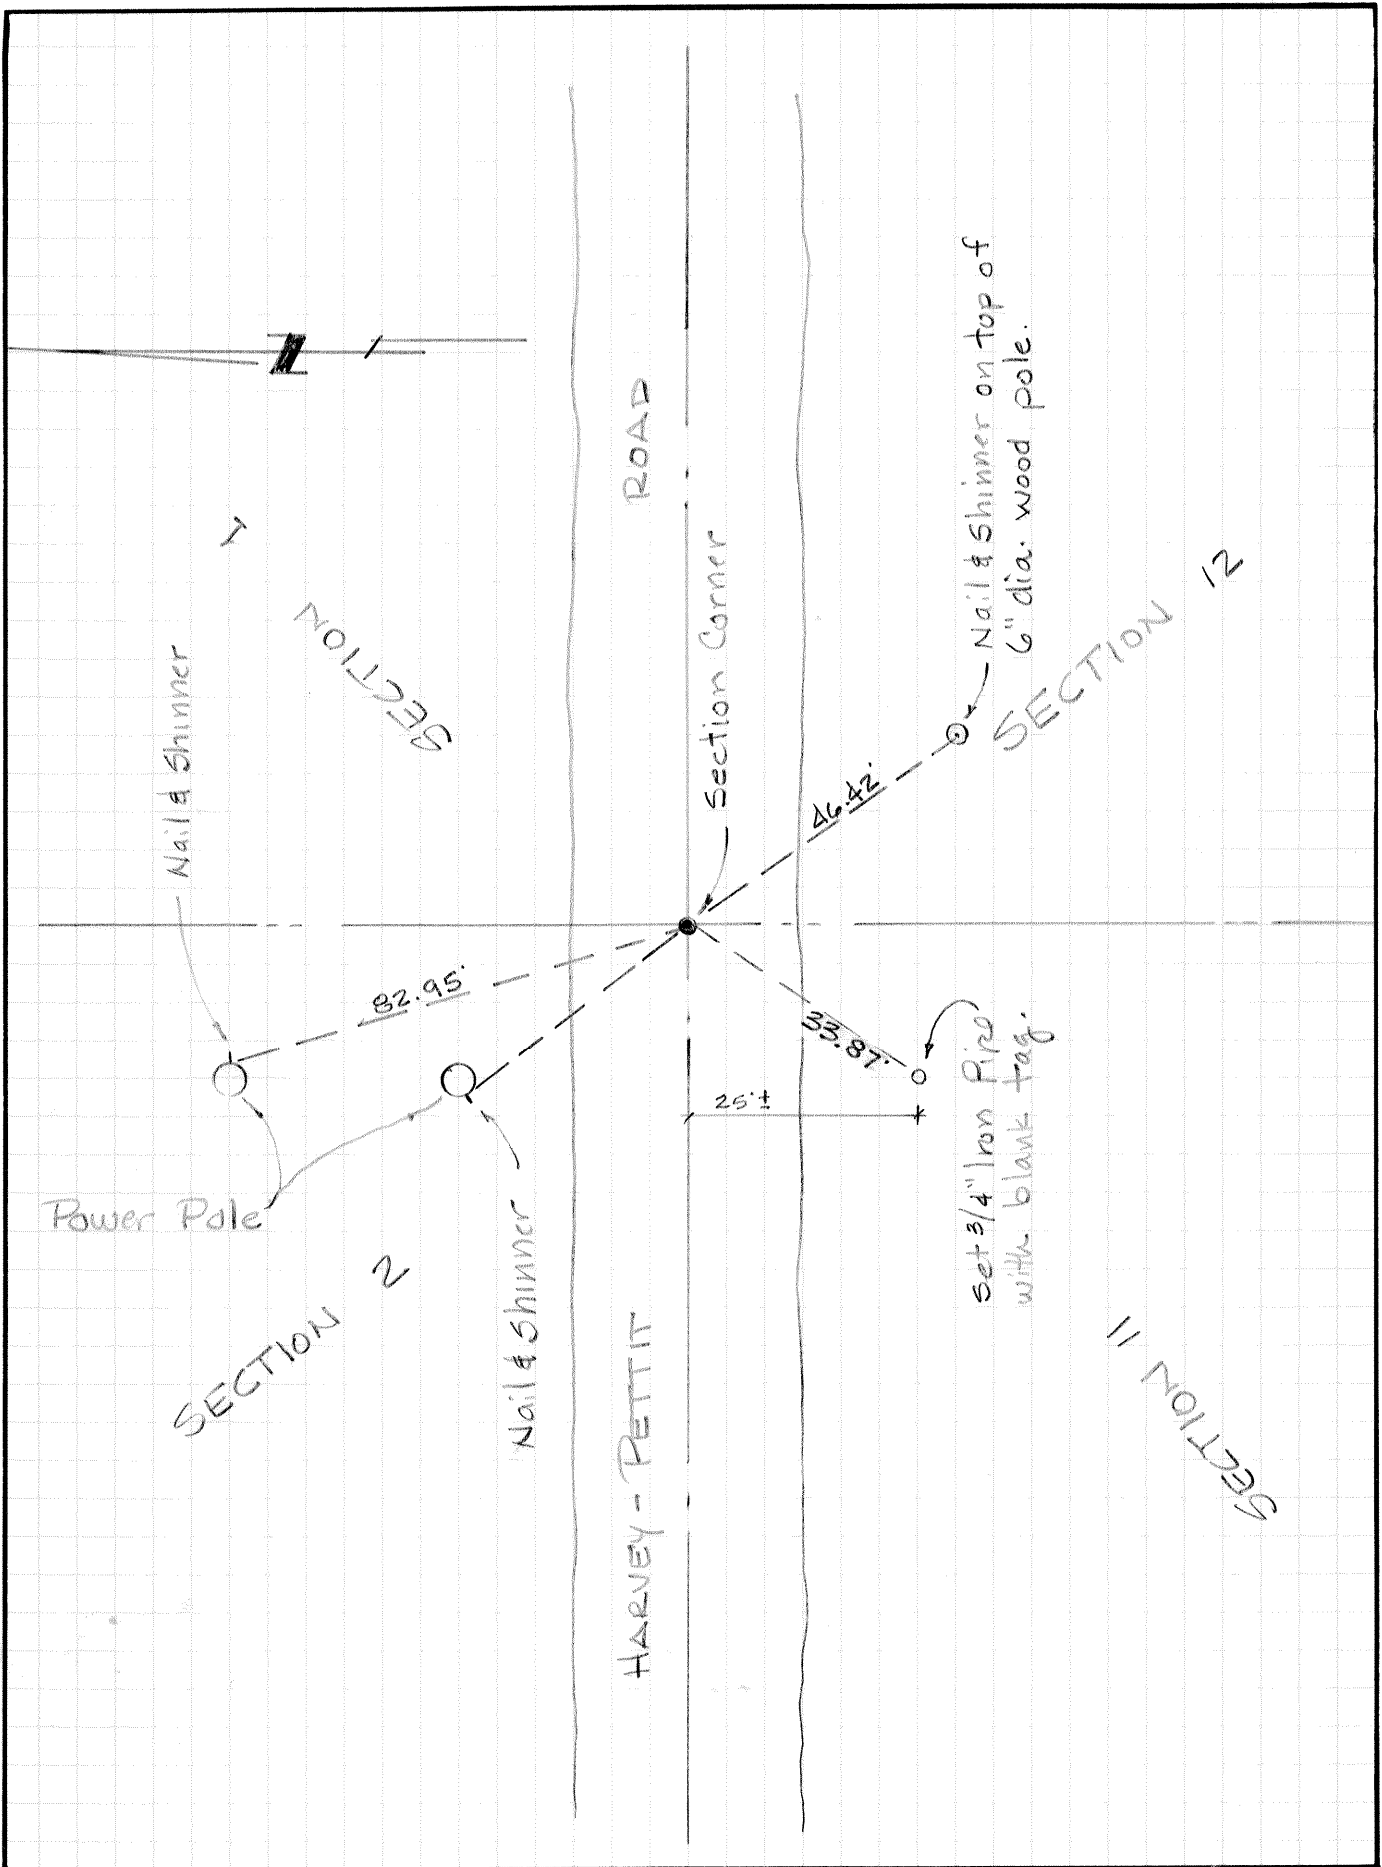 N
1
SECTION
Nail & Shinner
ROAD
Section Corner
Nail & Shinner on top of
6" dia. wood pole.
SECTION 12
46.42'
82.95'
33.87'
25'±
Set 3/4" Iron Pipe
with blank tag.
Power Pole
SECTION 2
Nail & Shinner
HARVEY - PETTIT
SECTION 11